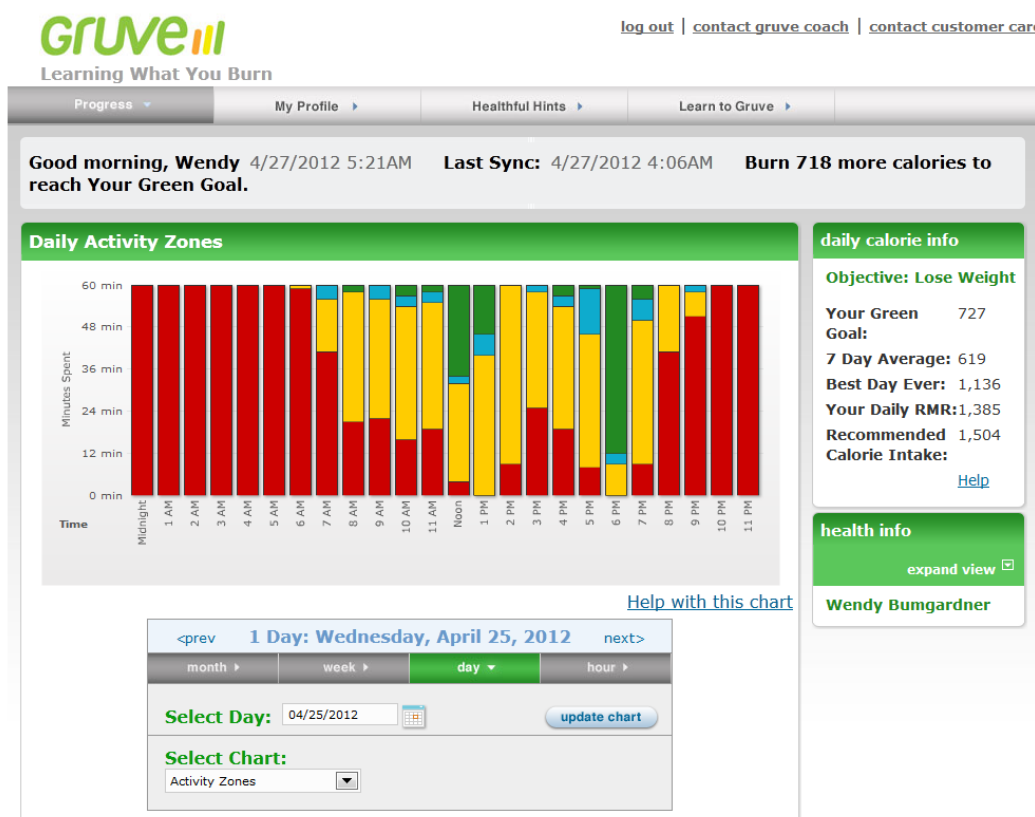 Gruve
Learning What You Burn
log out | contact gruve coach | contact customer car
Progress
My Profile
Healthful Hints
Learn to Gruve
Good morning, Wendy 4/27/2012 5:21AM Last Sync: 4/27/2012 4:06AM Burn 718 more calories to
reach Your Green Goal.
Daily Activity Zones
60 min
48 min
36 min
24 min
12 min
0 min
Minutes Spent
Time
Midnight
1 AM
2 AM
3 AM
4 AM
5 AM
6 AM
7 AM
8 AM
9 AM
10 AM
11 AM
Noon
1 PM
2 PM
3 PM
4 PM
5 PM
6 PM
7 PM
8 PM
9 PM
10 PM
11 PM
Help with this chart
<prev 1 Day: Wednesday, April 25, 2012 next>
month week day hour
Select Day: 04/25/2012 update chart
Select Chart:
Activity Zones
daily calorie info
Objective: Lose Weight
Your Green 727
Goal:
7 Day Average: 619
Best Day Ever: 1,136
Your Daily RMR:1,385
Recommended 1,504
Calorie Intake:
Help
health info
expand view
Wendy Bumgardner